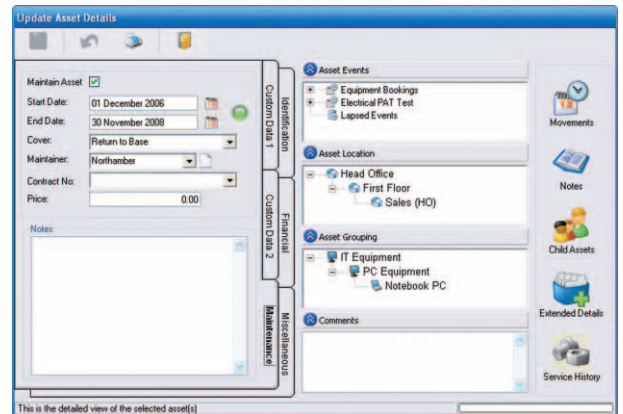 Update Asset Details
Maintain Asset
Start Date: 01 December 2006
End Date: 30 November 2008
Cover: Return to Base
Maintainer: Northamber
Contract No:
Price: 0.00
Notes
Custom Data 1
Custom Data 2
Maintenance
Identification
Financial
Miscellaneous
Asset Events
Equipment Bookings
Electrical PAT Test
Lapsed Events
Asset Location
Head Office
First Floor
Sales (HO)
Asset Grouping
IT Equipment
PC Equipment
Notebook PC
Comments
Movements
Notes
Child Assets
Extended Details
Service History
This is the detailed view of the selected asset(s)